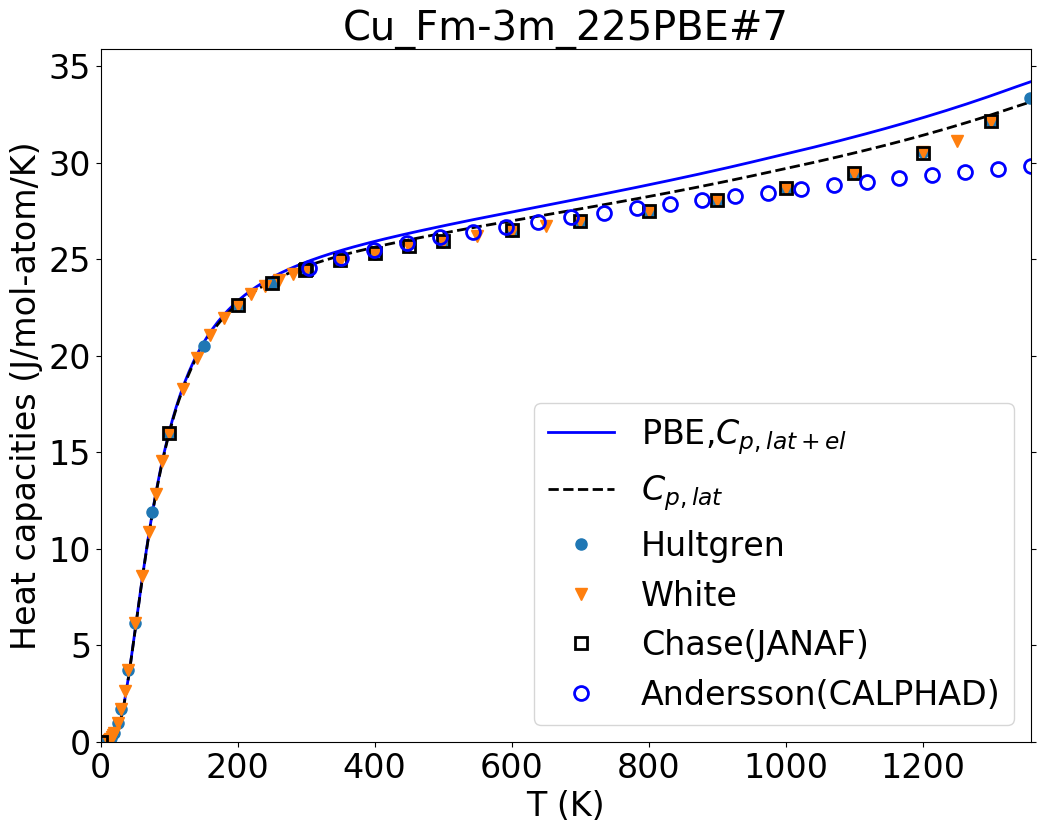 Cu_Fm-3m_225PBE#7
Heat capacities (J/mol-atom/K)
35
30
25
20
15
10
5
0
PBE,C_{p,lat+el}
C_{p,lat}
Hultgren
White
Chase(JANAF)
Andersson(CALPHAD)
0 200 400 600 800 1000 1200
T (K)